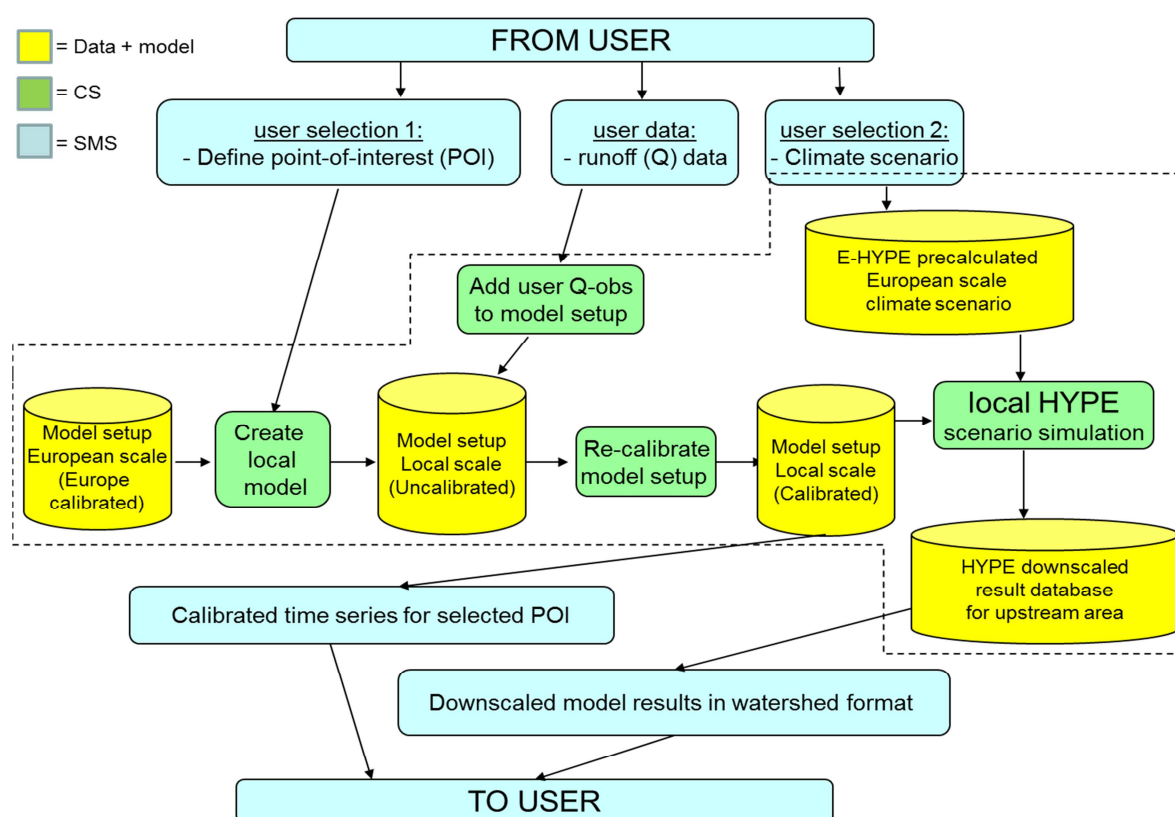 = Data + model
= CS
= SMS
FROM USER
user selection 1:
- Define point-of-interest (POI)
user data:
- runoff (Q) data
user selection 2:
- Climate scenario
E-HYPE precalculated
European scale
climate scenario
Add user Q-obs
to model setup
Model setup
European scale
(Europe
calibrated)
Create
local
model
Model setup
Local scale
(Uncalibrated)
Re-calibrate
model setup
Model setup
Local scale
(Calibrated)
local HYPE
scenario simulation
HYPE downscaled
result database
for upstream area
Calibrated time series for selected POI
Downscaled model results in watershed format
TO USER